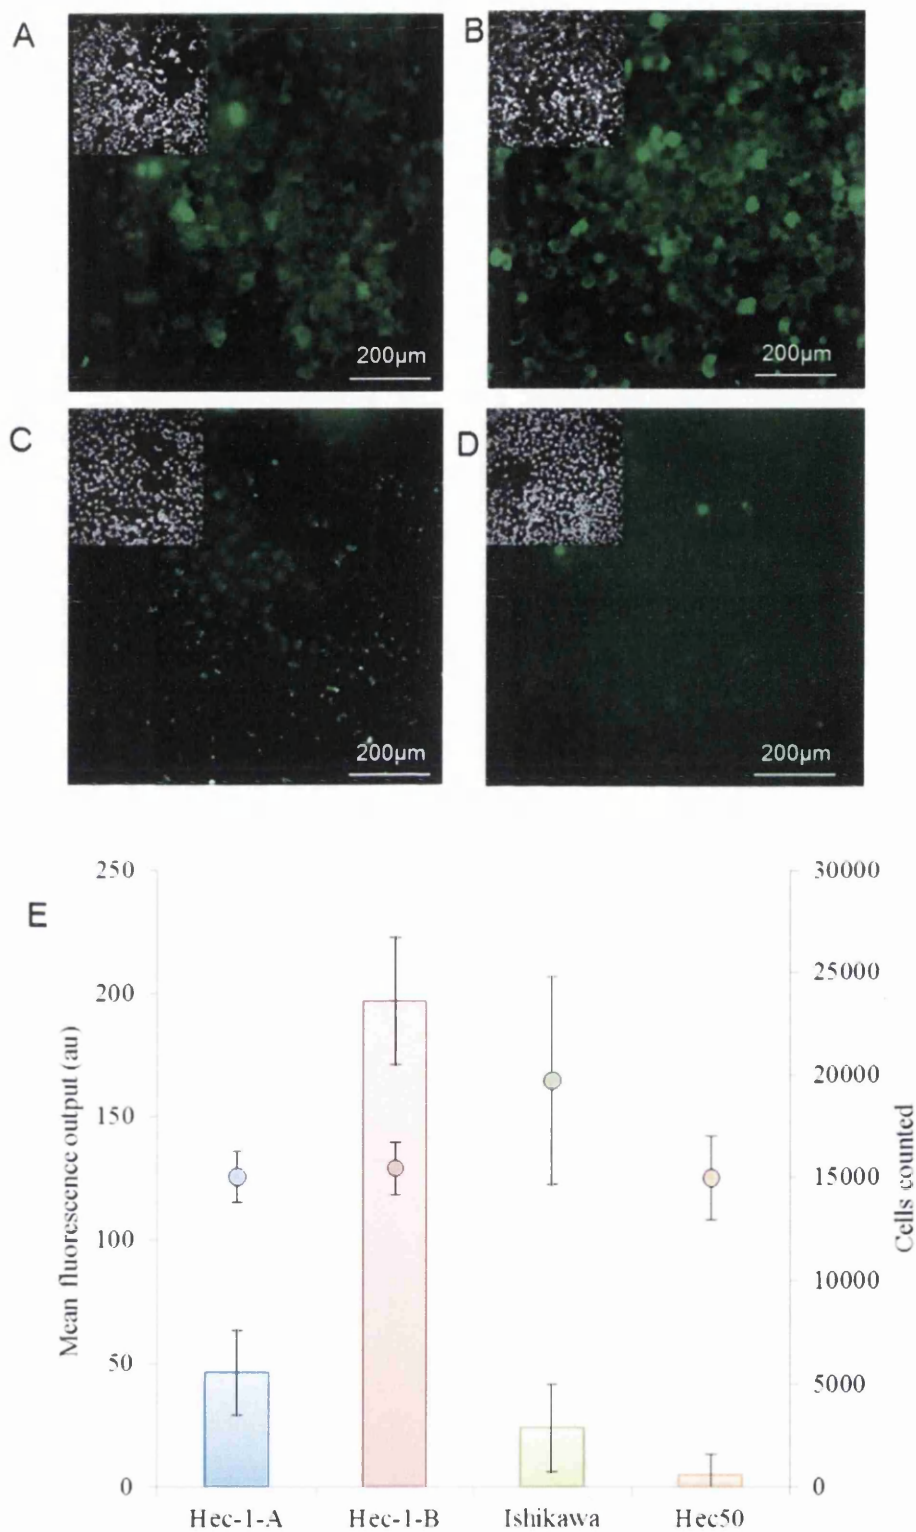 A
B
200μm
200μm
C
D
200μm
200μm
E
Mean fluorescence output (au)
250
200
150
100
50
0
30000
25000
20000
15000
10000
5000
0
Cells counted
Hec-1-A Hec-1-B Ishikawa Hec50